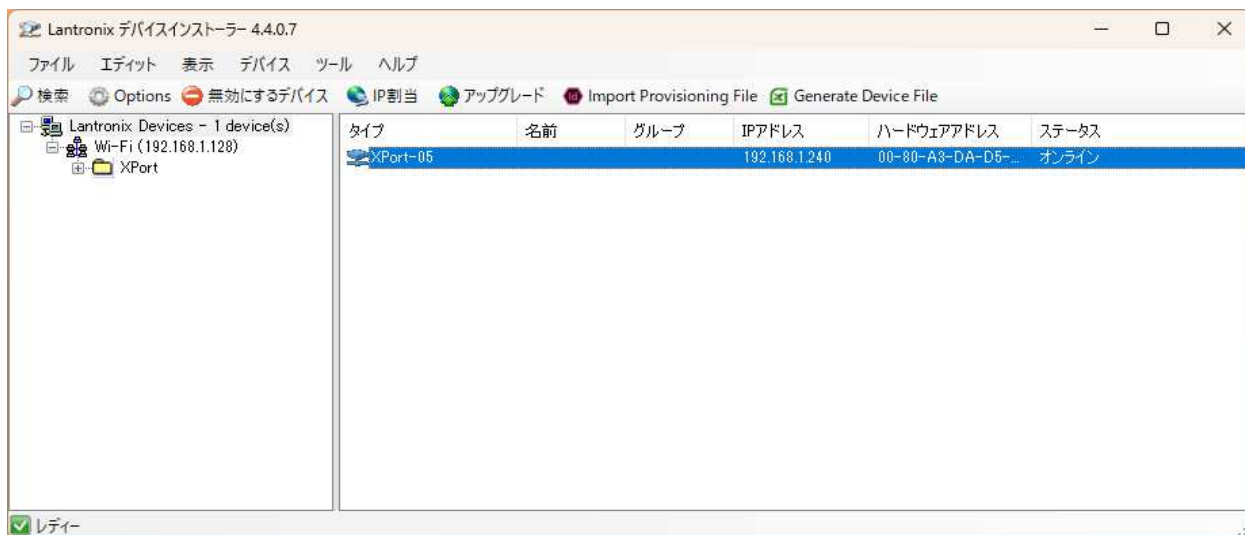 Lantronix デバイスインストーラー 4.4.0.7
ファイル エディット 表示 デバイス ツール ヘルプ
検索 Options 無効にするデバイス IP割当 アップグレード Import Provisioning File Generate Device File
Lantronix Devices - 1 device(s)
Wi-Fi (192.168.1.128)
XPort
タイプ 名前 グループ IPアドレス ハードウェアアドレス ステータス
XPort-05 192.168.1.240 00-80-A3-DA-D5-... オンライン
レディー